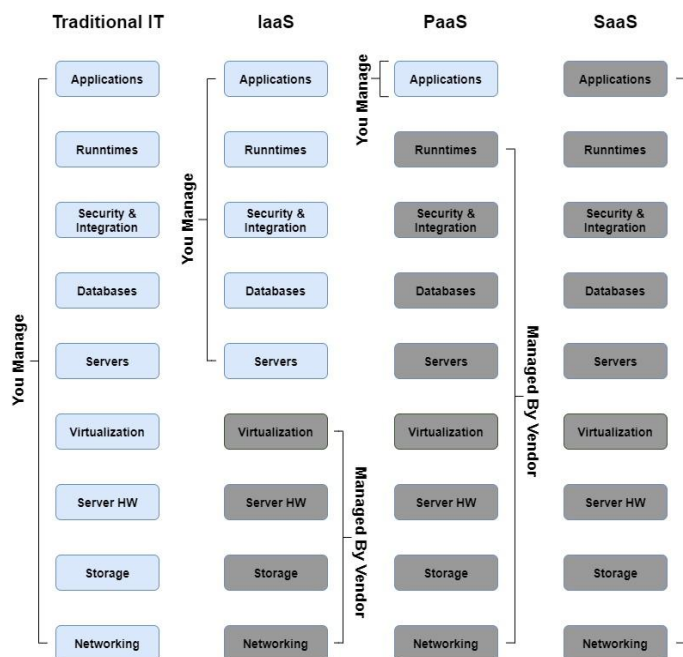 Traditional IT
IaaS
PaaS
SaaS
You Manage
Applications
Runntimes
Security &
Integration
Databases
Servers
Virtualization
Server HW
Storage
Networking
You Manage
Applications
Runntimes
Security &
Integration
Databases
Servers
Virtualization
Server HW
Storage
Networking
Managed By Vendor
You Manage
Applications
Runntimes
Security &
Integration
Databases
Servers
Virtualization
Server HW
Storage
Networking
Managed By Vendor
Applications
Runntimes
Security &
Integration
Databases
Servers
Virtualization
Server HW
Storage
Networking